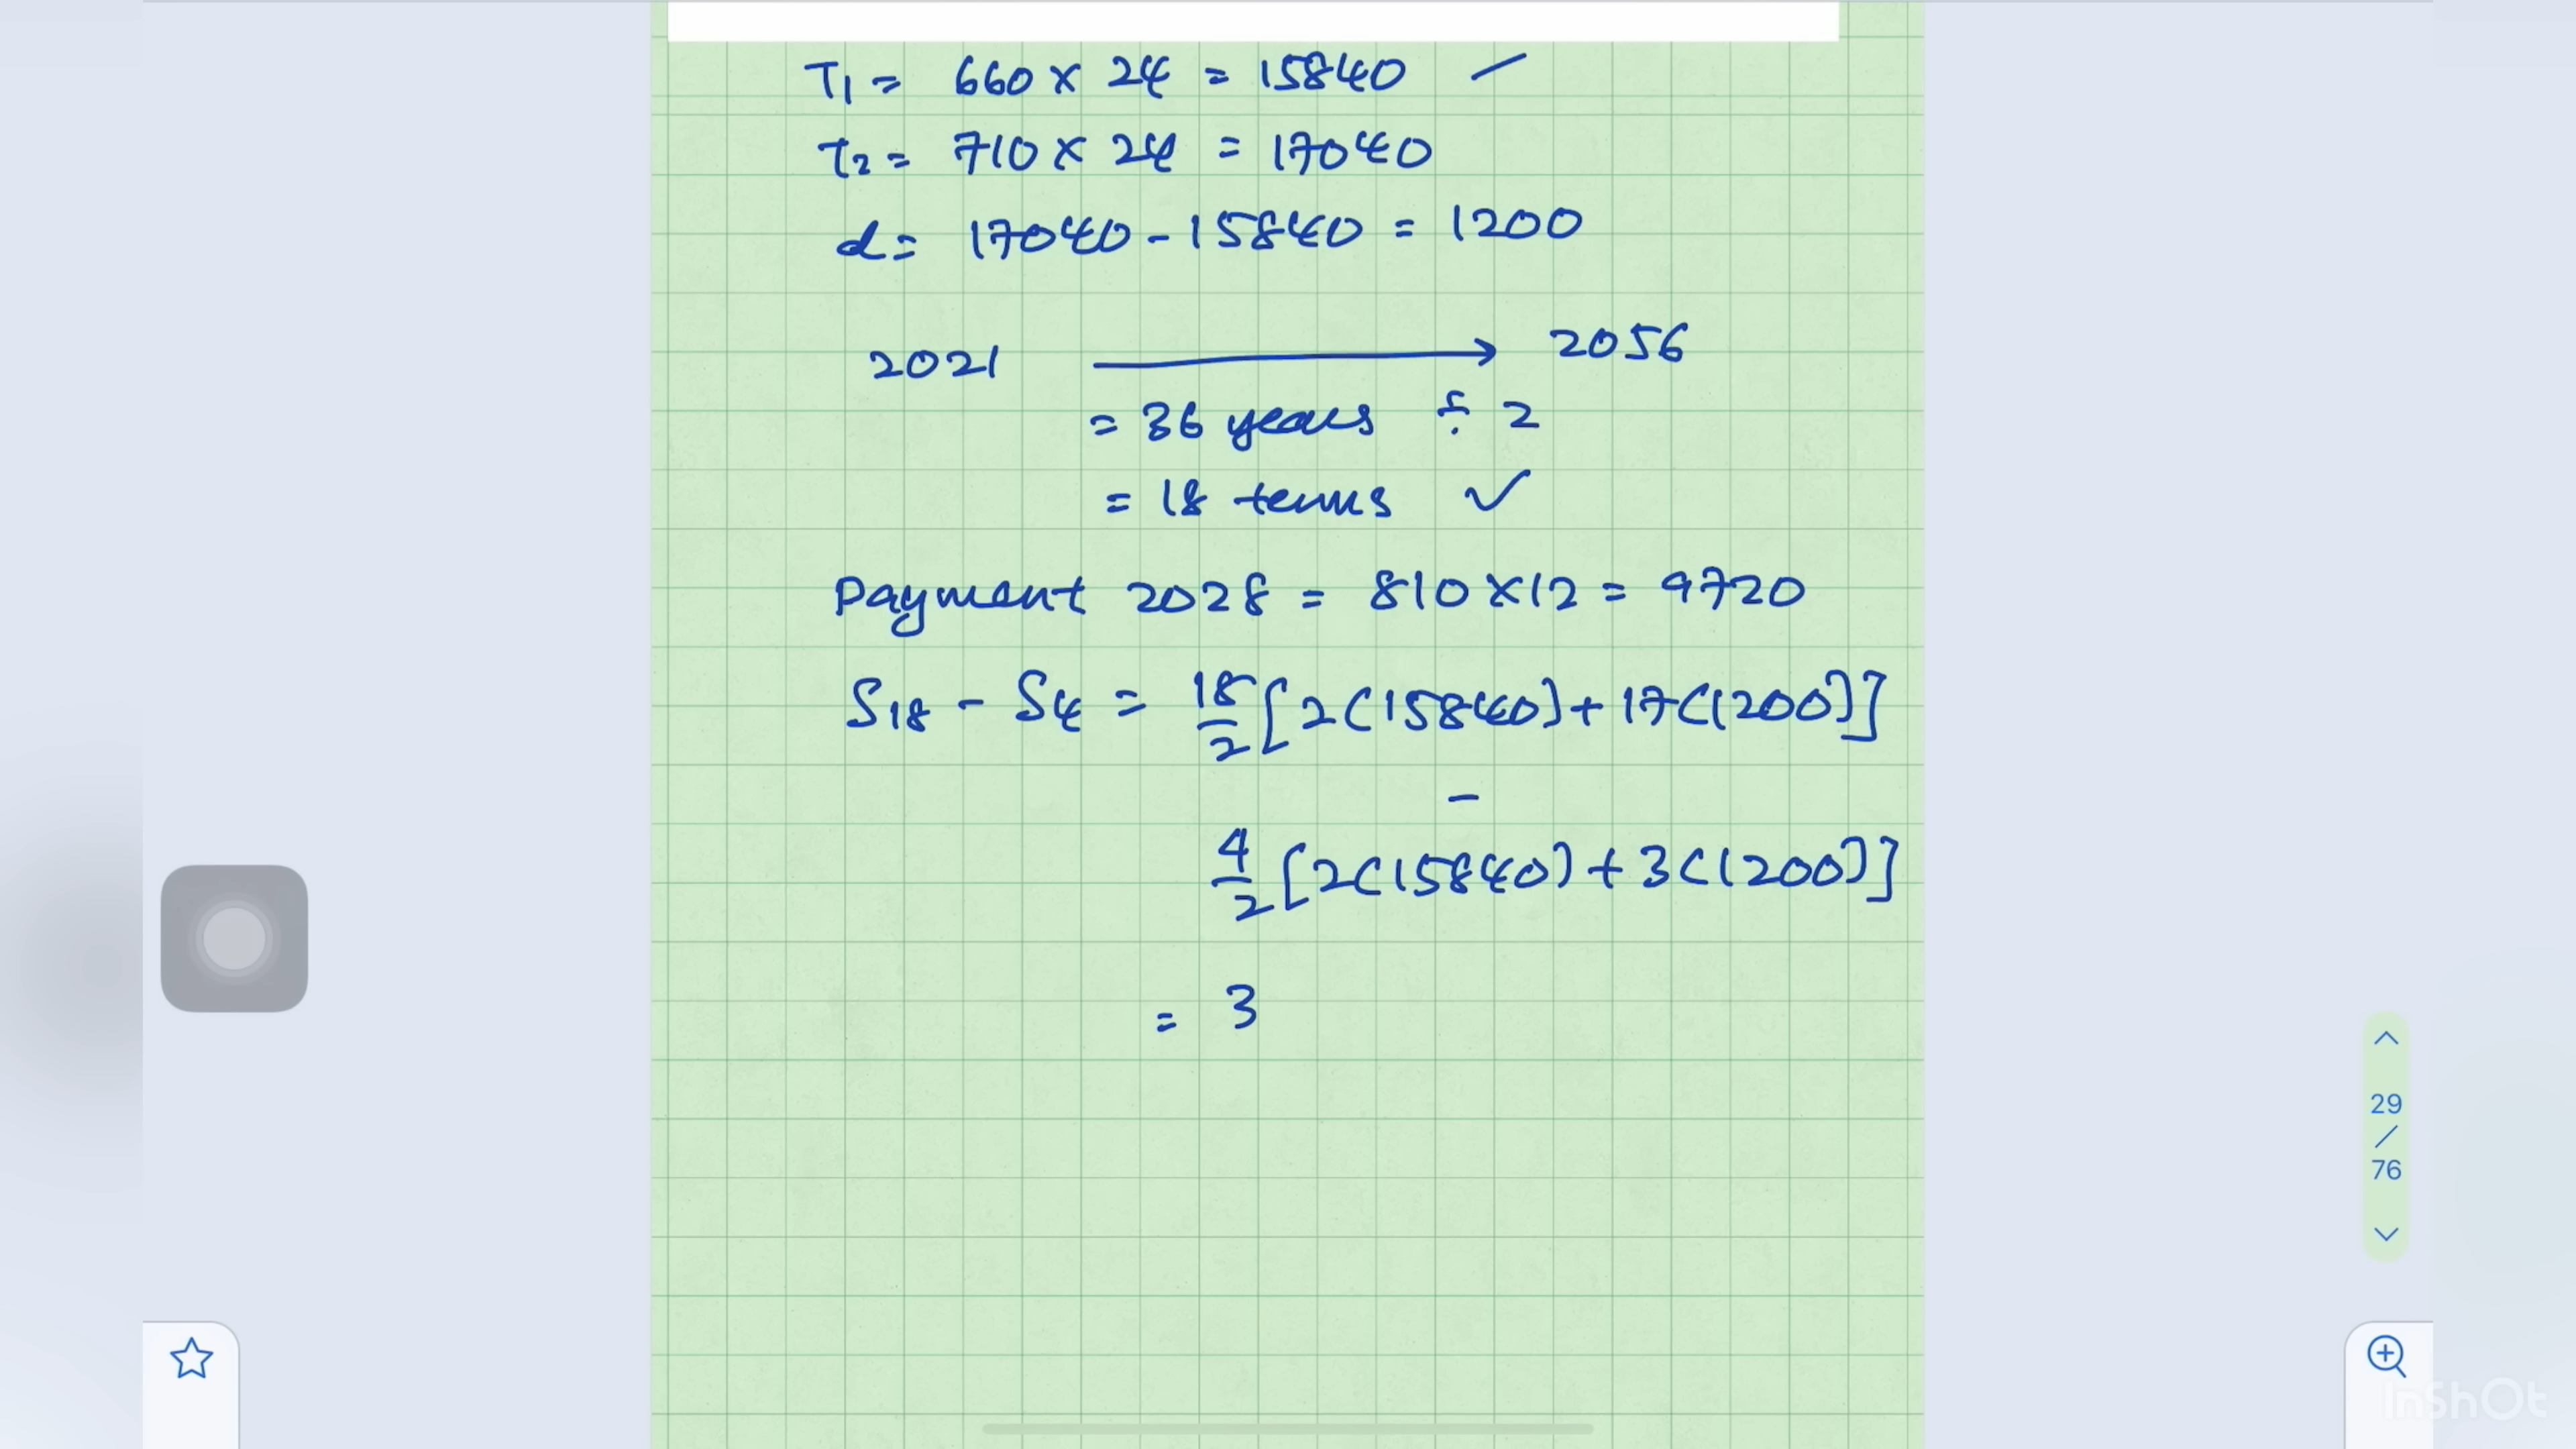 T1 = 660 × 24 = 15840
T2 = 710 × 24 = 17040
d = 17040 - 15840 = 1200
2021 → 2056
= 36 years ÷ 2
= 18 terms ✓
Payment 2028 = 810 × 12 = 9720
S18 - S4 = 18/2 [2(15840) + 17(1200)]
-
4/2 [2(15840) + 3(1200)]
= 3
29
/
76
InShOt